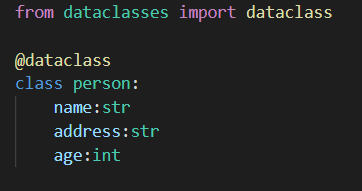 from dataclasses import dataclass
@dataclass
class person:
name:str
address:str
age:int